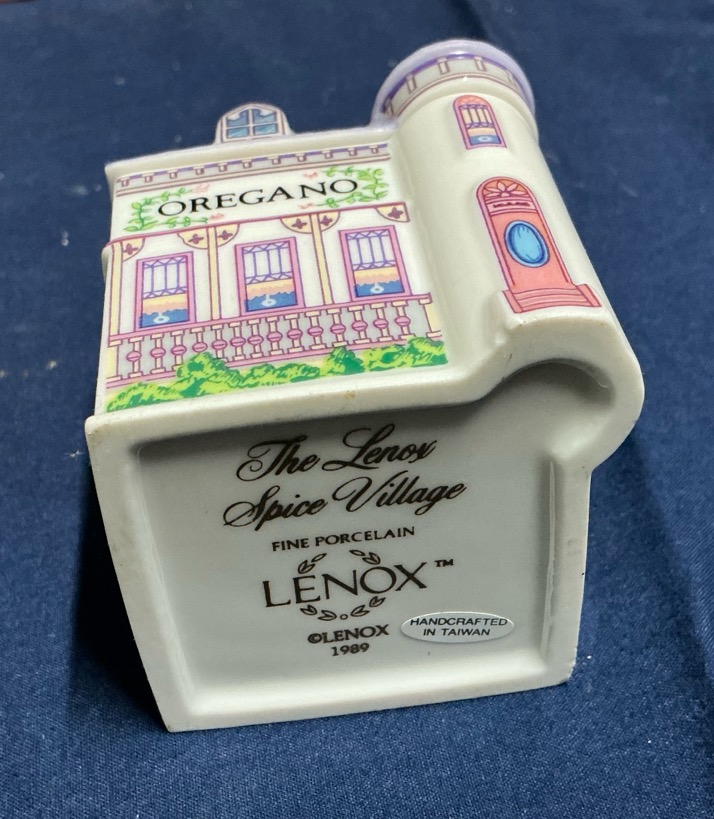 OREGANO
The Lenox
Spice Village
FINE PORCELAIN
LENOX™
©LENOX
1989
HANDCRAFTED
IN TAIWAN